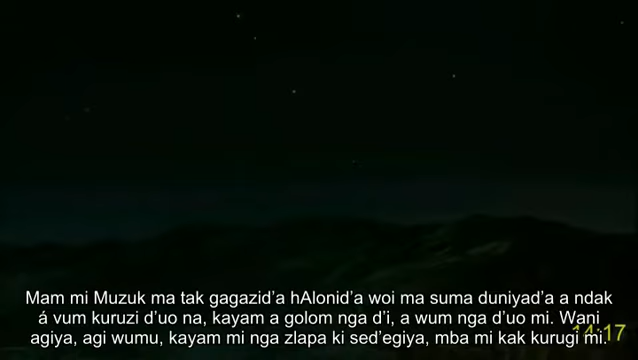 Mam mi Muzuk ma tak gagazid’a hAlonid’a woi ma suma duniyad’a a ndak
á vum kuruzi d’uo na, kayam a golom nga d’i, a wum nga d’uo mi. Wani
agiya, agi wumu, kayam mi nga zlapa ki sed’egiya, mba mi kak kurugi mi.
14:17